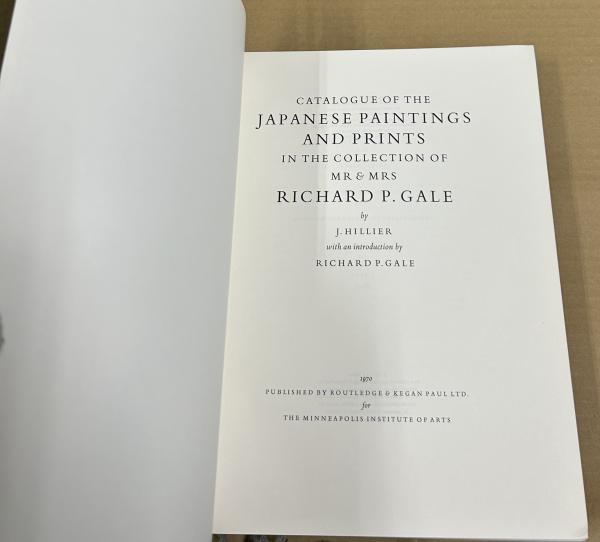 CATALOGUE OF THE
JAPANESE PAINTINGS
AND PRINTS
IN THE COLLECTION OF
MR & MRS
RICHARD P. GALE
by
J. HILLIER
with an introduction by
RICHARD P. GALE
1970
PUBLISHED BY ROUTLEDGE & KEGAN PAUL LTD.
for
THE MINNEAPOLIS INSTITUTE OF ARTS